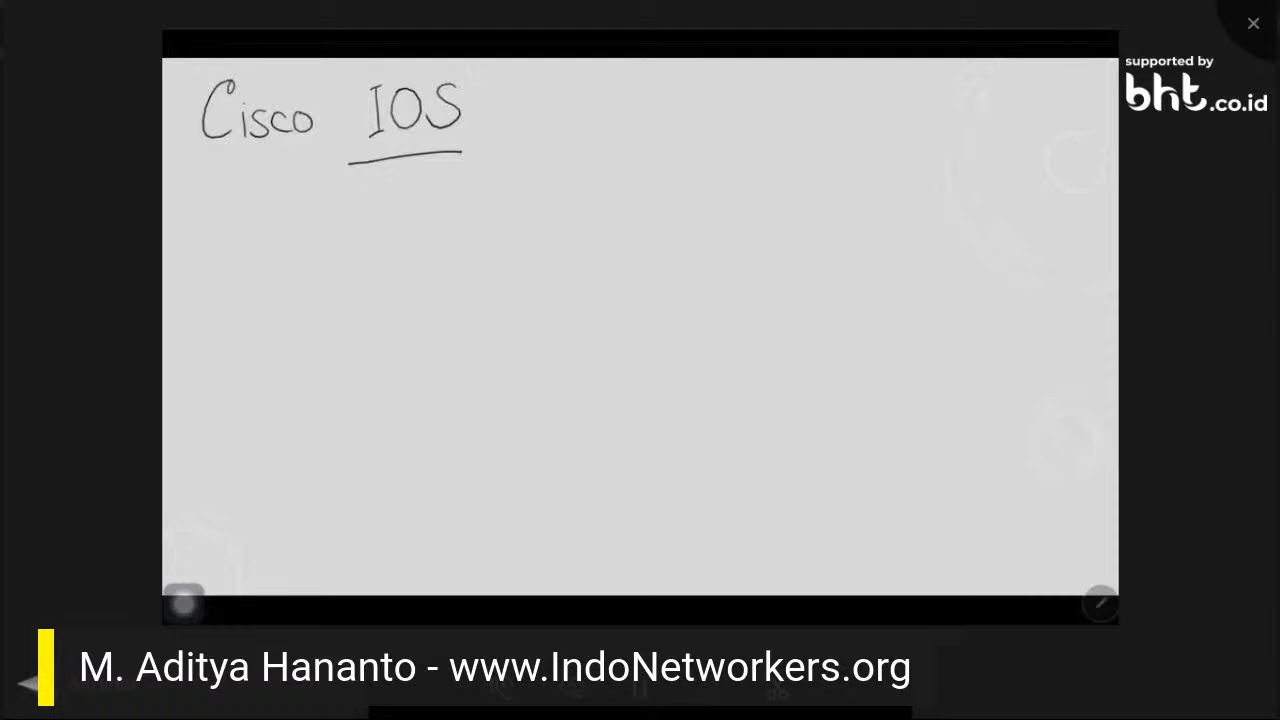 Cisco IOS
supported by
bht.co.id
M. Aditya Hananto - www.IndoNetworkers.org